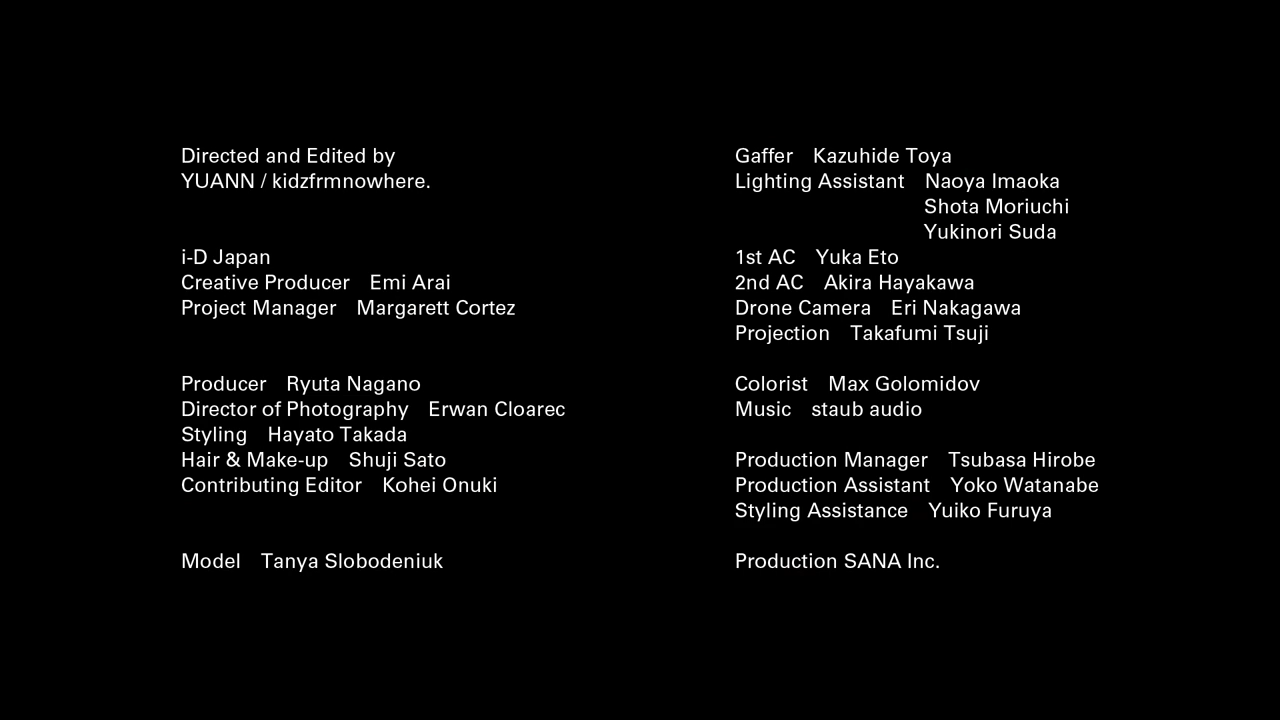 Directed and Edited by
YUANN / kidzfrmnowhere.
i-D Japan
Creative Producer Emi Arai
Project Manager Margarett Cortez
Producer Ryuta Nagano
Director of Photography Erwan Cloarec
Styling Hayato Takada
Hair & Make-up Shuji Sato
Contributing Editor Kohei Onuki
Model Tanya Slobodeniuk
Gaffer Kazuhide Toya
Lighting Assistant Naoya Imaoka
Shota Moriuchi
Yukinori Suda
1st AC Yuka Eto
2nd AC Akira Hayakawa
Drone Camera Eri Nakagawa
Projection Takafumi Tsuji
Colorist Max Golomidov
Music staub audio
Production Manager Tsubasa Hirobe
Production Assistant Yoko Watanabe
Styling Assistance Yuiko Furuya
Production SANA Inc.